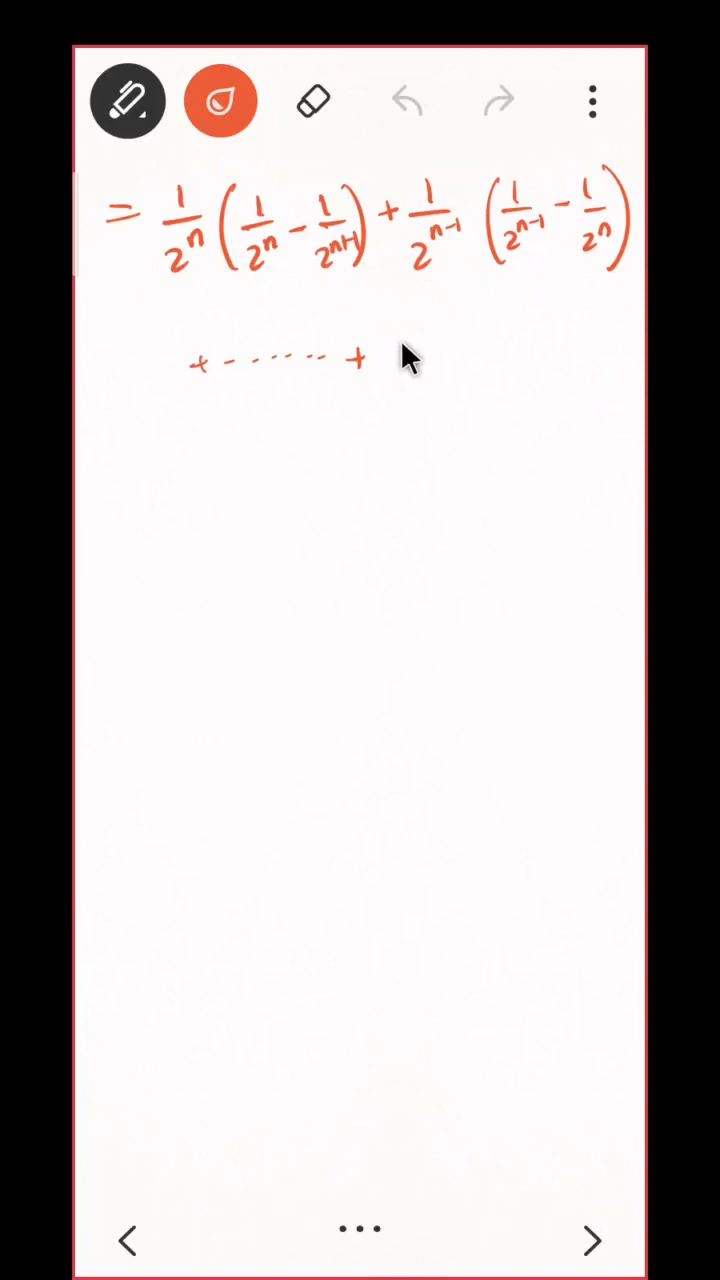 = 1/2^n (1/2^n - 1/2^{n+1}) + 1/2^{n-1} (1/2^{n-1} - 1/2^n)
+ - ..... - +